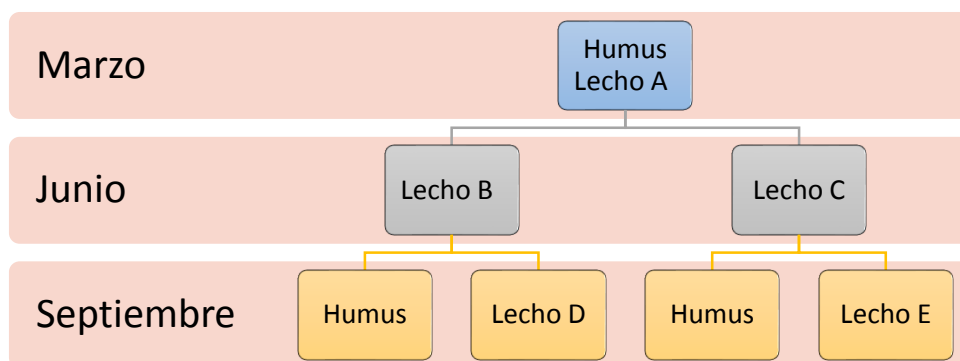 Marzo
Humus
Lecho A
Junio
Lecho B
Lecho C
Septiembre
Humus
Lecho D
Humus
Lecho E